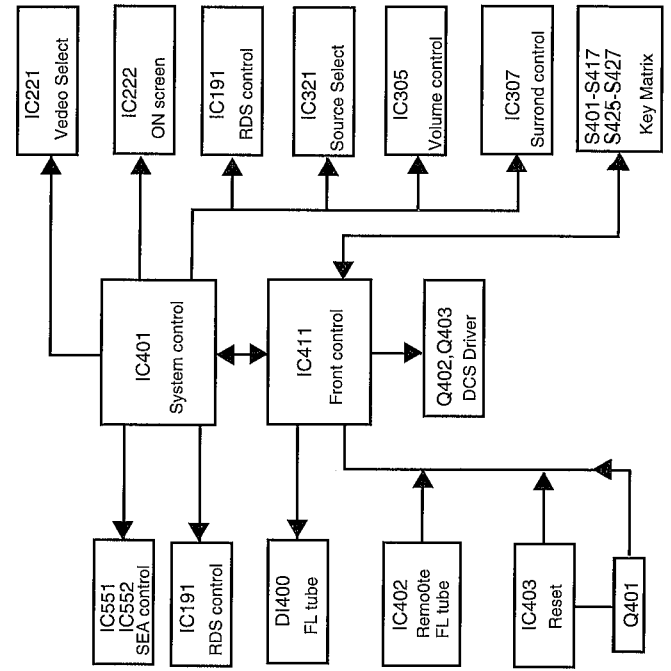 IC221
Vedeo Select
IC222
ON screen
IC191
RDS control
IC321
Source Select
IC305
Volume control
IC307
Surrond control
S401-S417
S425-S427
Key Matrix
IC401
System control
IC411
Front control
Q402,Q403
DCS Driver
IC551
IC552
SEA control
IC191
RDS control
DI400
FL tube
IC402
Remo0te
FL tube
IC403
Reset
Q401